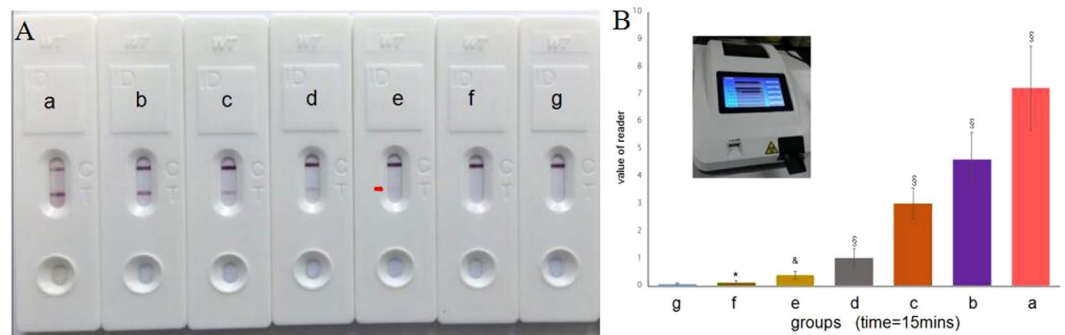 A
WT WT WT WT WT WT WT
ID ID ID ID ID ID ID
a b c d e f g
C C C C C C C
T T T T T T T
B
value of reader
10
9
8
7
6
5
4
3
2
1
0
* & § § § §
g f e d c b a
groups (time=15mins)